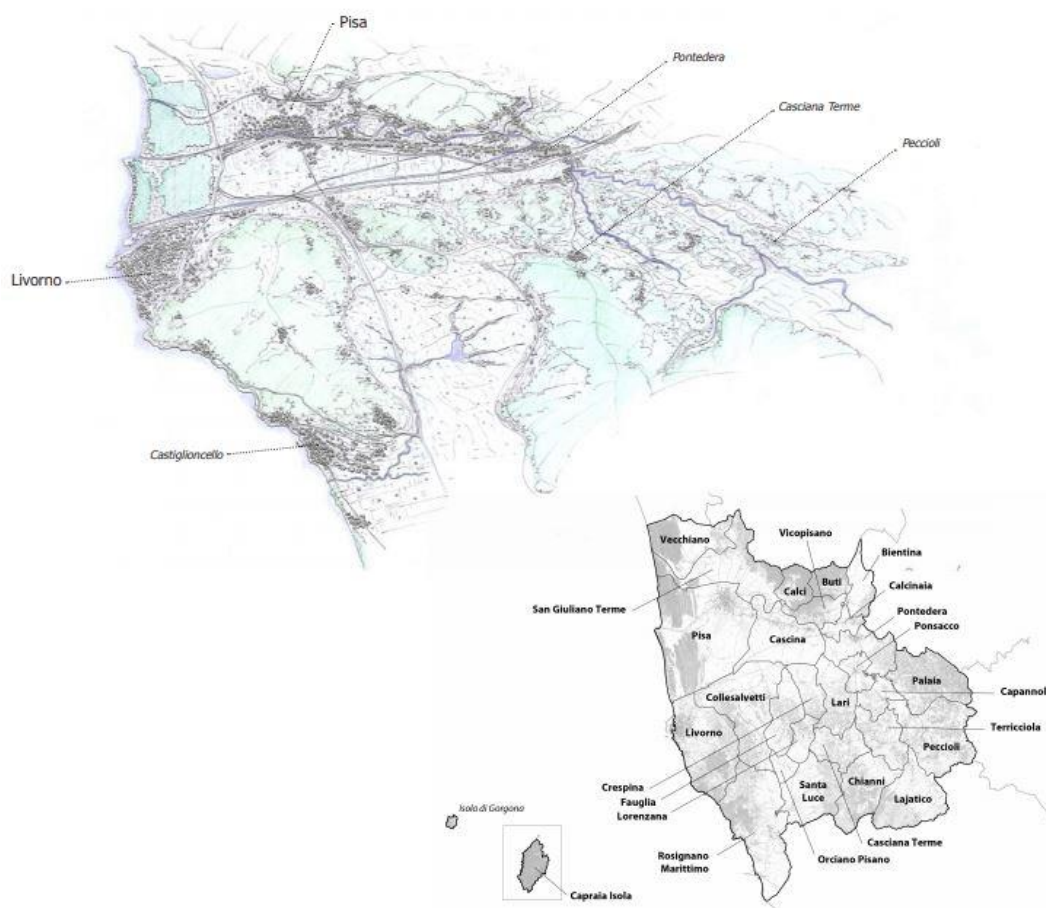 Pisa
Pontedera
Casciana Terme
Peccioli
Livorno
Castiglioncello
Vecchiano
Vicopisano
Bientina
Buti
Calci
Calcinaia
San Giuliano Terme
Pontedera
Ponsacco
Pisa
Cascina
Palaia
Capannol
Collesalvetti
Lari
Terricciola
Livorno
Peccioli
Crespina
Fauglia
Lorenzana
Santa
Luce
Chianni
Lajatico
Isola di Gorgona
Casciana Terme
Orciano Pisano
Rosignano
Marittimo
Capraia Isola